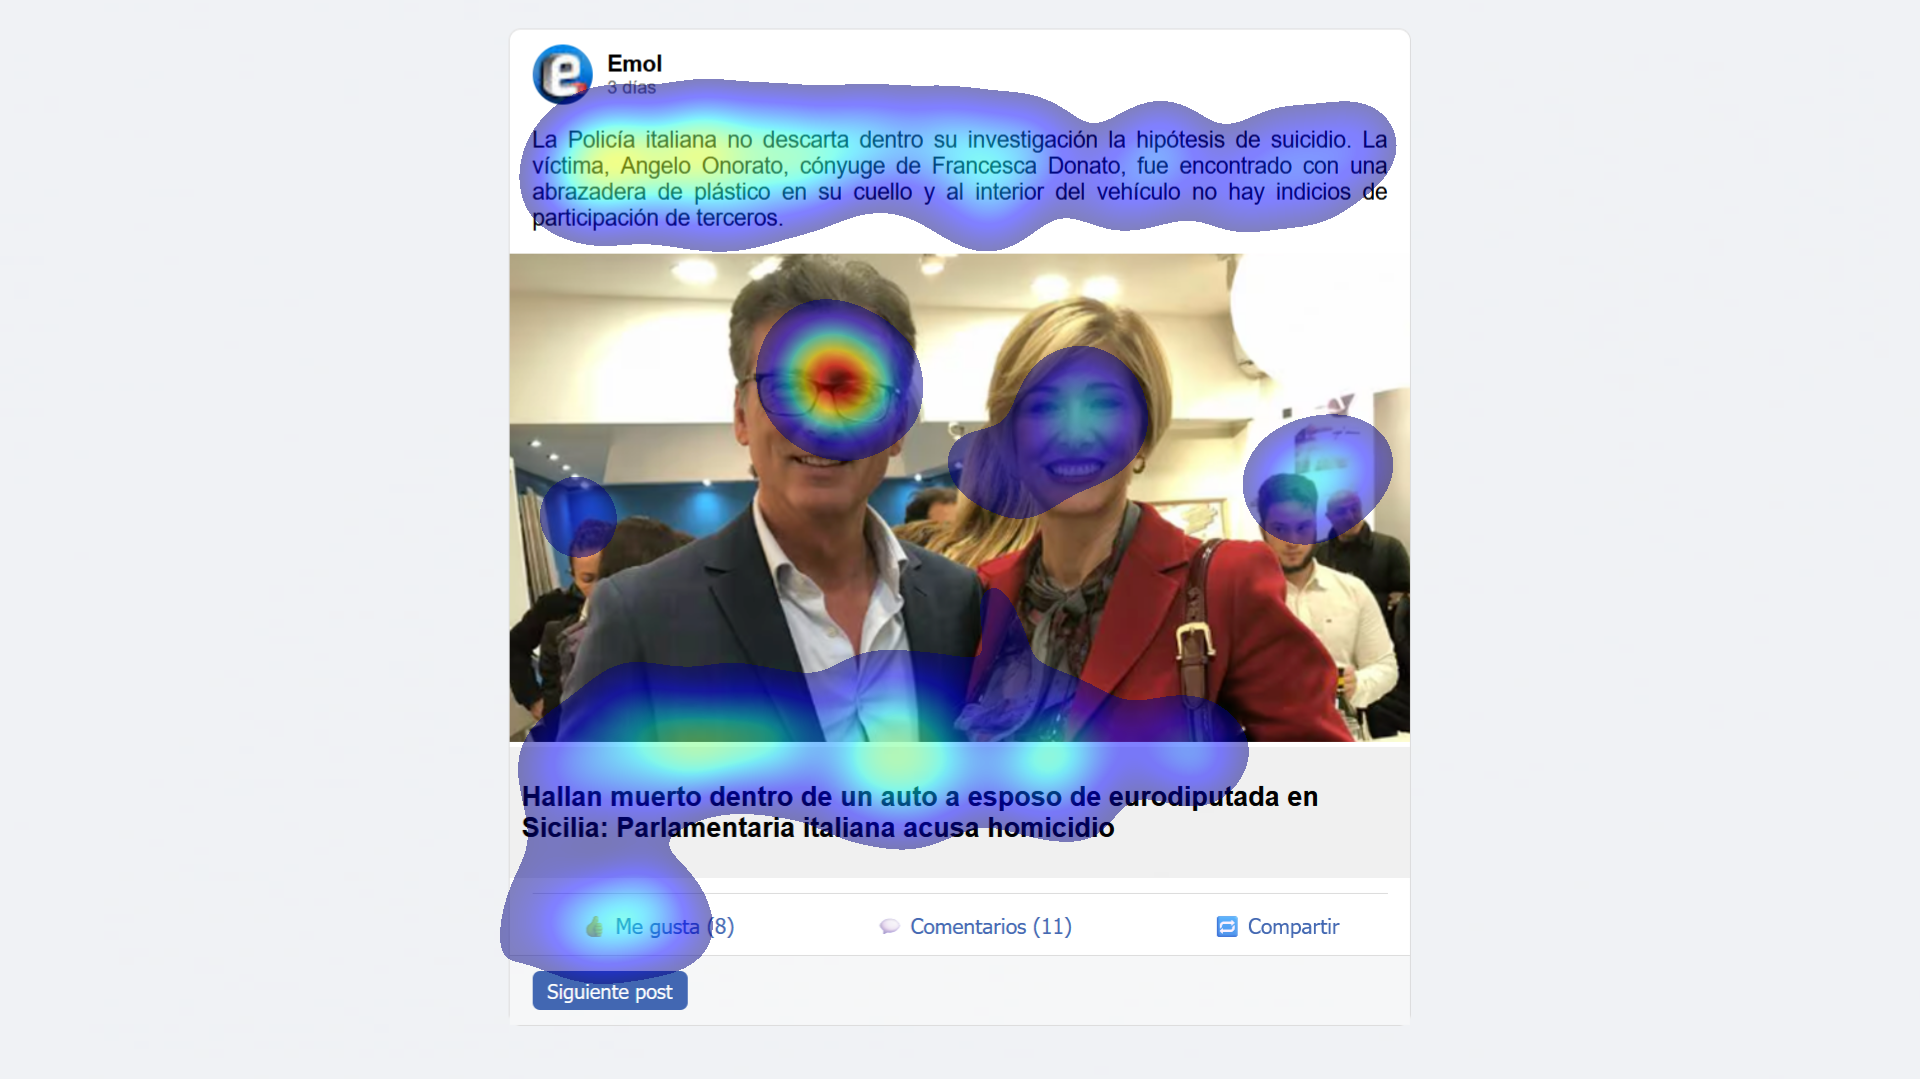 Emol
3 días
La Policía italiana no descarta dentro su investigación la hipótesis de suicidio. La
víctima, Angelo Onorato, cónyuge de Francesca Donato, fue encontrado con una
abrazadera de plástico en su cuello y al interior del vehículo no hay indicios de
participación de terceros.
Hallan muerto dentro de un auto a esposo de eurodiputada en
Sicilia: Parlamentaria italiana acusa homicidio
Me gusta (8) Comentarios (11) Compartir
Siguiente post